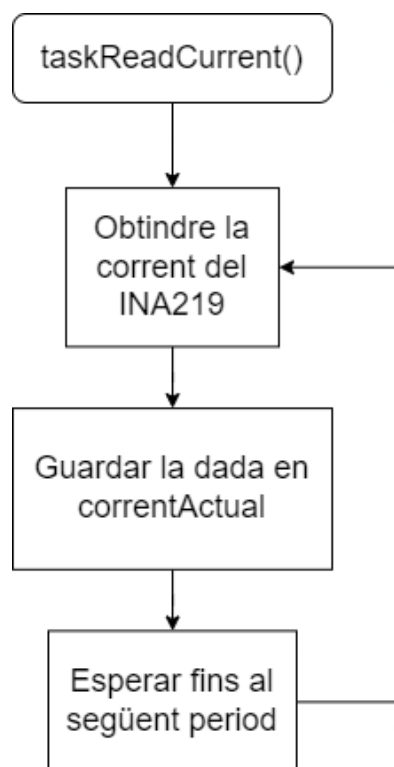 taskReadCurrent()
Obtindre la
corrent del
INA219
Guardar la dada en
correntActual
Esperar fins al
següent period